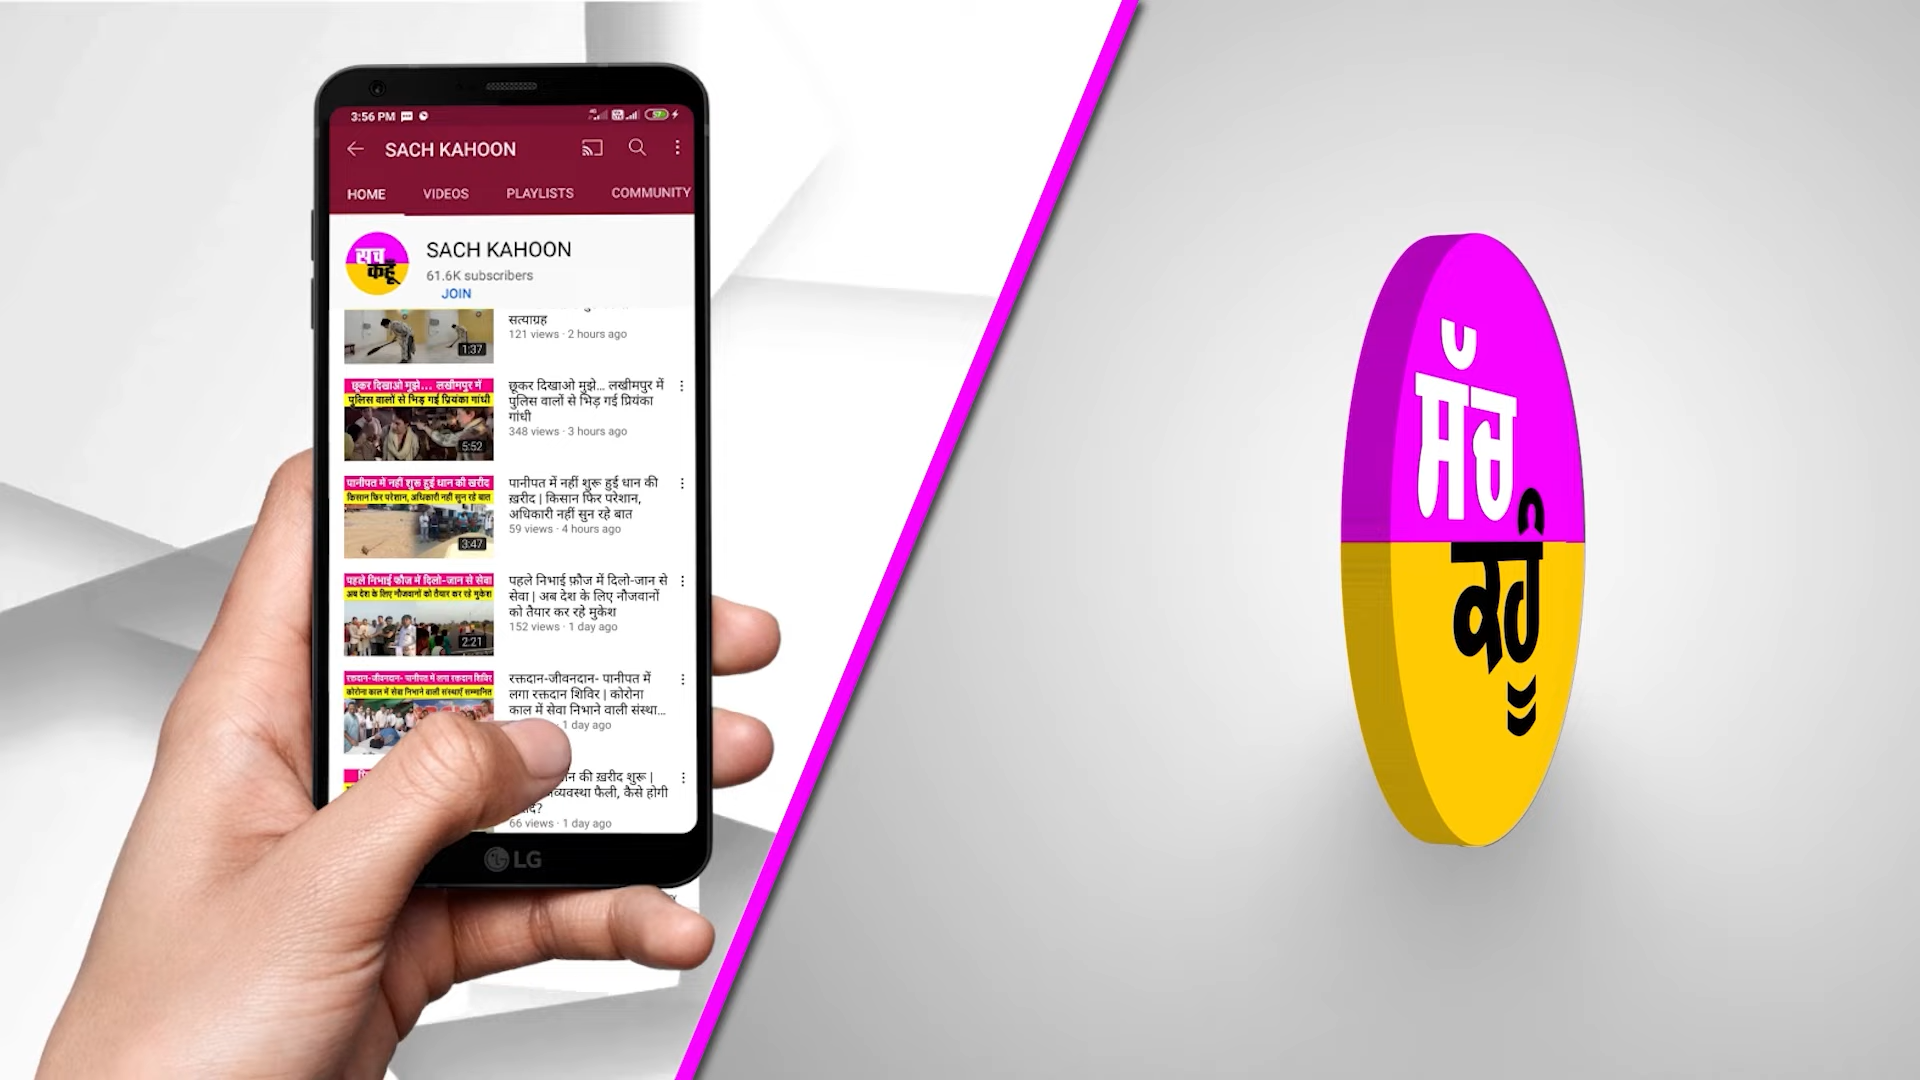 3:56 PM
57
SACH KAHOON
HOME VIDEOS PLAYLISTS COMMUNITY
सच
कहूँ
SACH KAHOON
61.6K subscribers
JOIN
1:37
सत्याग्रह
121 views · 2 hours ago
छूकर दिखाओ मुझे... लखीमपुर में
पुलिस वालों से भिड़ गई प्रियंका गांधी
5:52
छूकर दिखाओ मुझे... लखीमपुर में
पुलिस वालों से भिड़ गई प्रियंका
गांधी
348 views · 3 hours ago
पानीपत में नहीं शुरू हुई धान की खरीद
किसान फिर परेशान, अधिकारी नहीं सुन रहे बात
3:47
पानीपत में नहीं शुरू हुई धान की
ख़रीद | किसान फिर परेशान,
अधिकारी नहीं सुन रहे बात
59 views · 4 hours ago
पहले निभाई फौज में दिलो-जान से सेवा
अब देश के लिए नौजवानों को तैयार कर रहे मुकेश
2:21
पहले निभाई फ़ौज में दिलो-जान से
सेवा | अब देश के लिए नौजवानों
को तैयार कर रहे मुकेश
152 views · 1 day ago
रक्तदान-जीवनदान- पानीपत में लगा रक्तदान शिविर
कोरोना काल में सेवा निभाने वाली संस्थाएँ सम्मानित
रक्तदान-जीवनदान- पानीपत में
लगा रक्तदान शिविर | कोरोना
काल में सेवा निभाने वाली संस्था...
1 day ago
की ख़रीद शुरू |
फैली, कैसे होगी
66 views · 1 day ago
LG
ਸੱਚ
ਕਹੂੰ